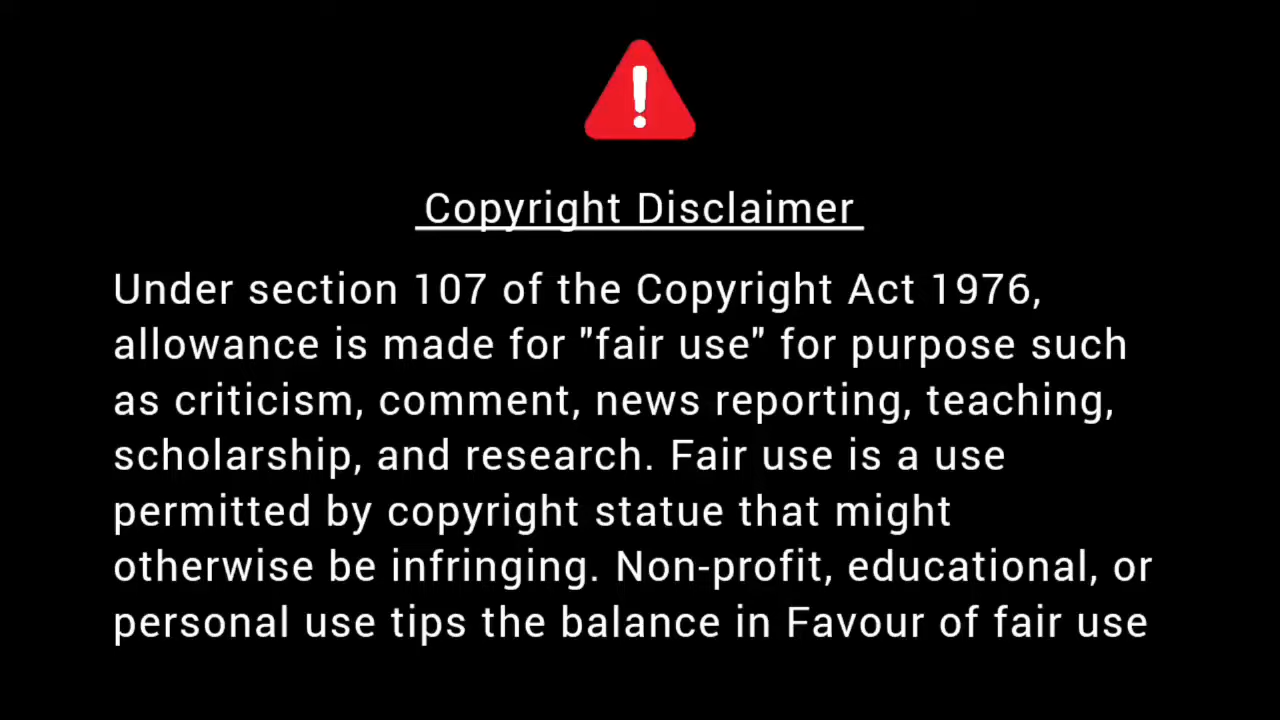 Copyright Disclaimer
Under section 107 of the Copyright Act 1976,
allowance is made for "fair use" for purpose such
as criticism, comment, news reporting, teaching,
scholarship, and research. Fair use is a use
permitted by copyright statue that might
otherwise be infringing. Non-profit, educational, or
personal use tips the balance in Favour of fair use